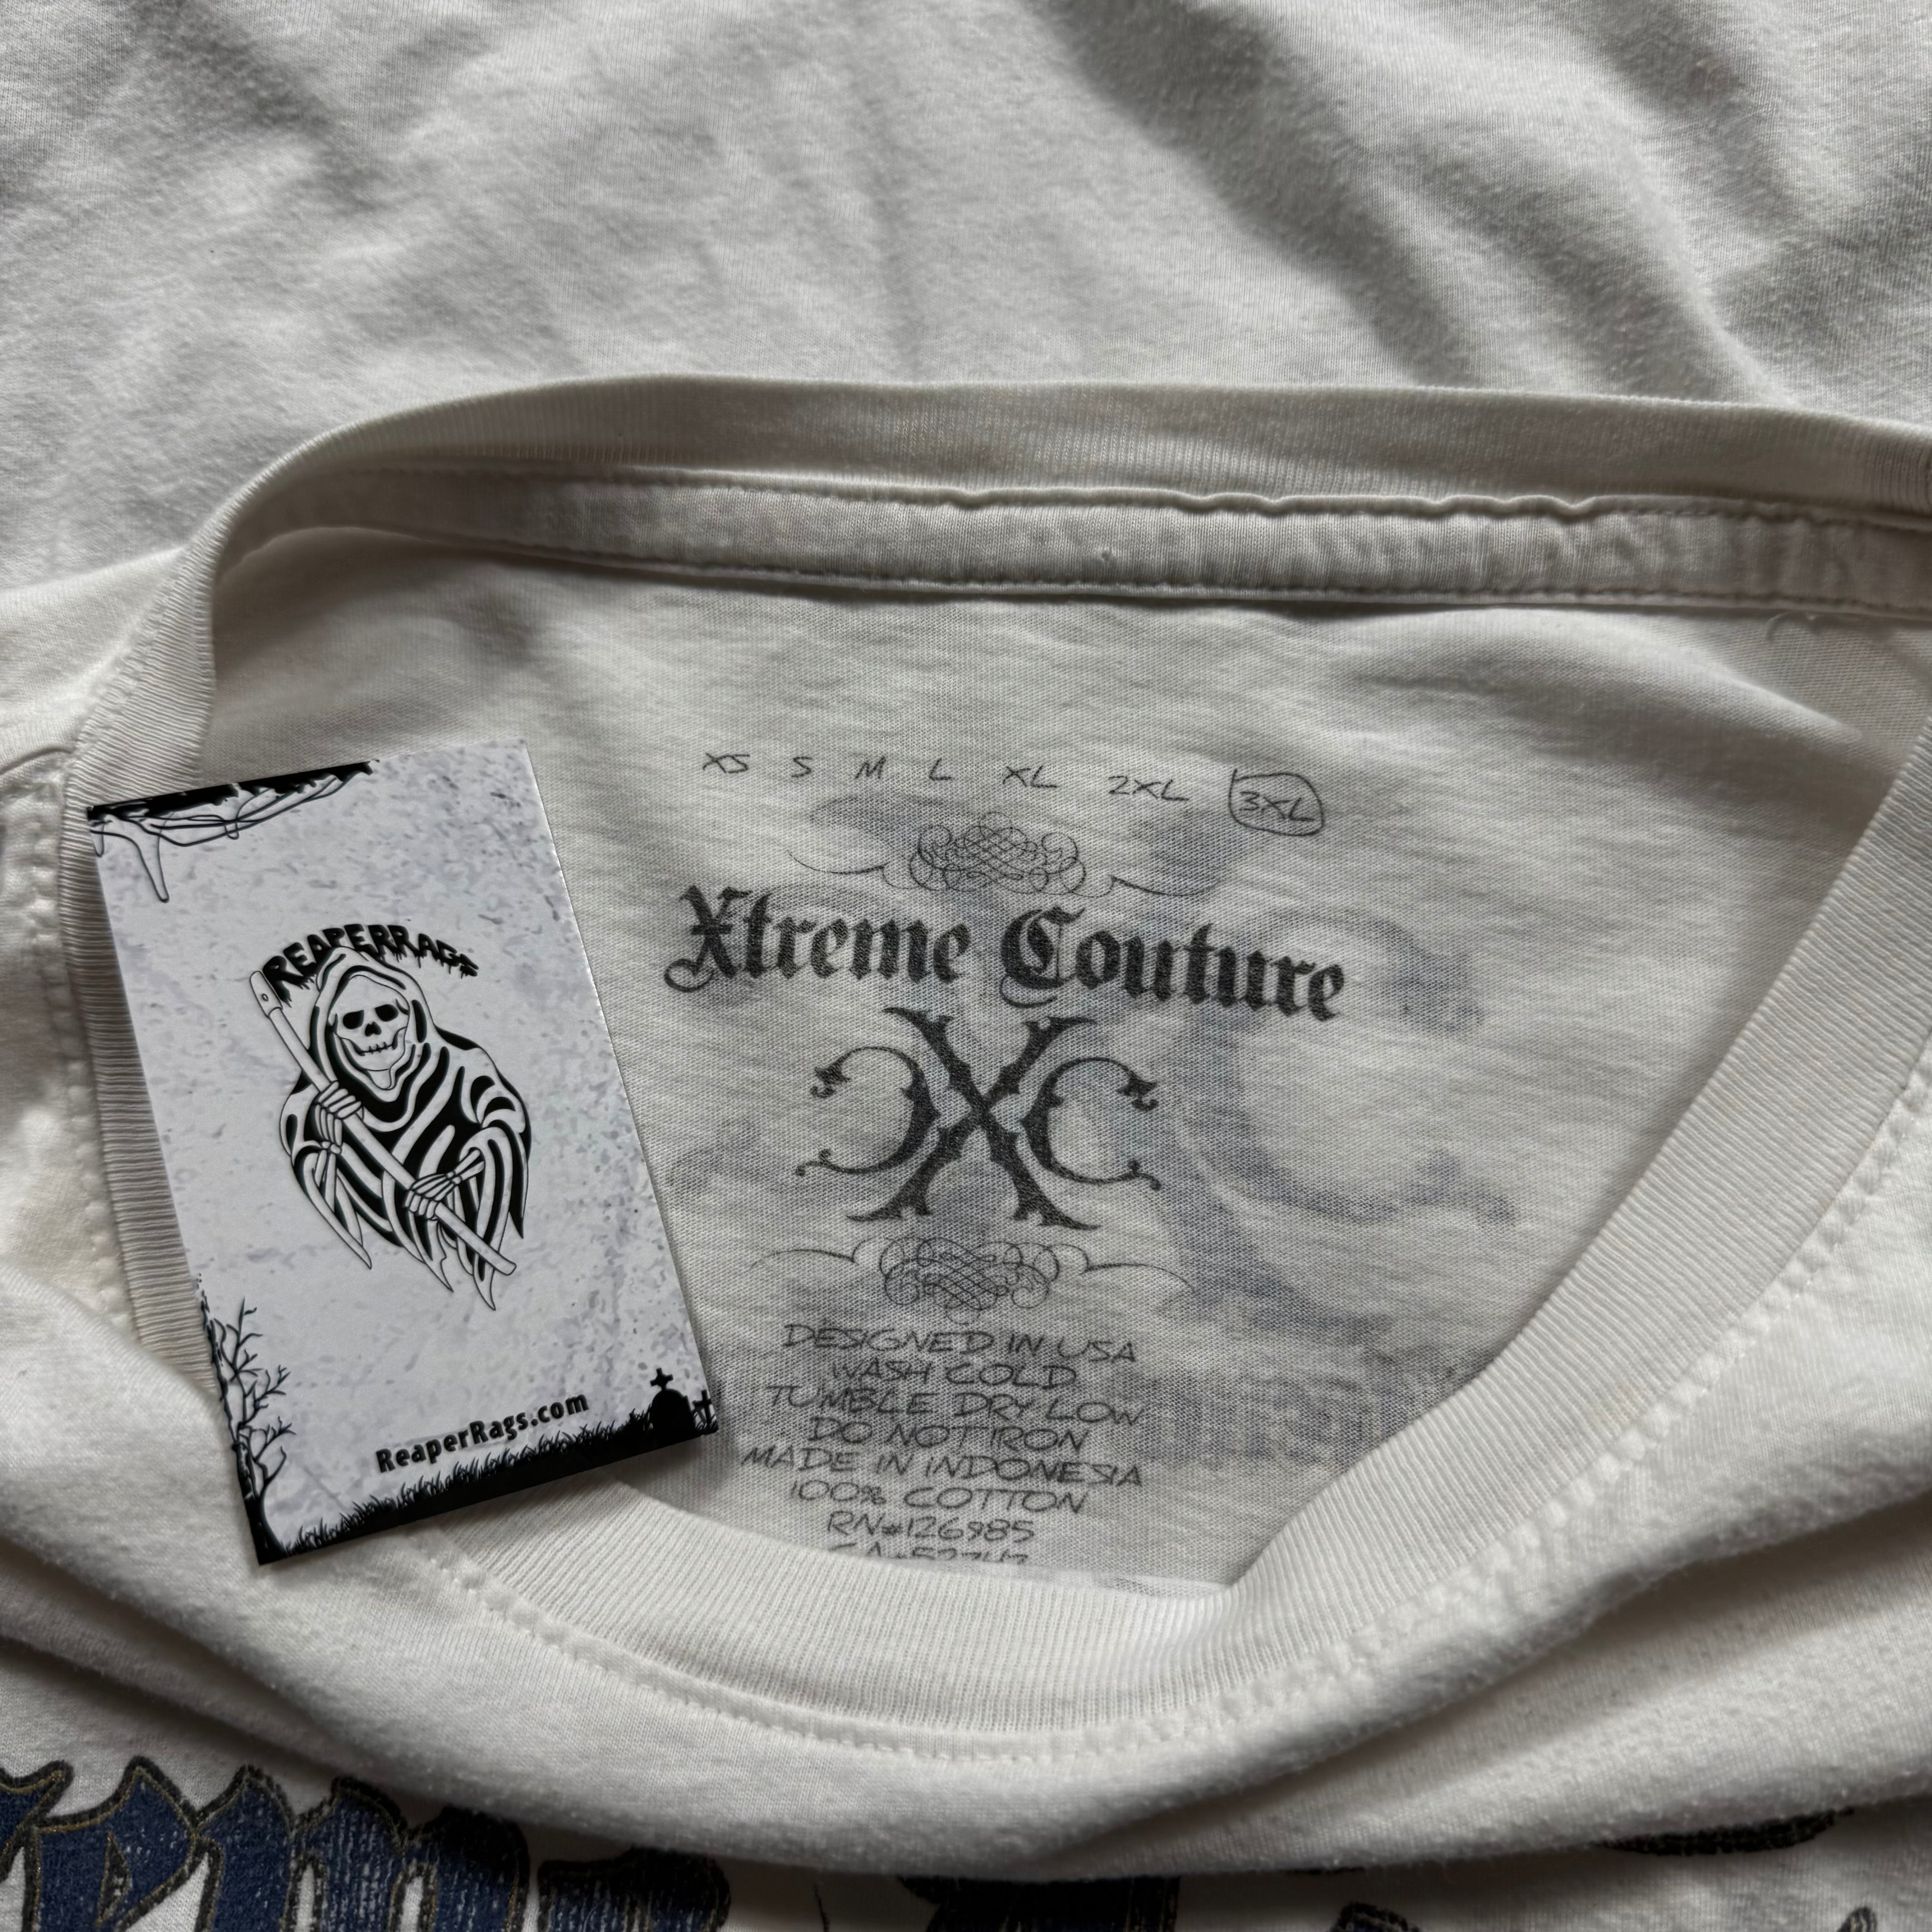 XS S M L XL 2XL 3XL
Xtreme Couture
XC
DESIGNED IN USA
WASH COLD
TUMBLE DRY LOW
DO NOT IRON
MADE IN INDONESIA
100% COTTON
RN#126985
REAPERRAGS
ReaperRags.com